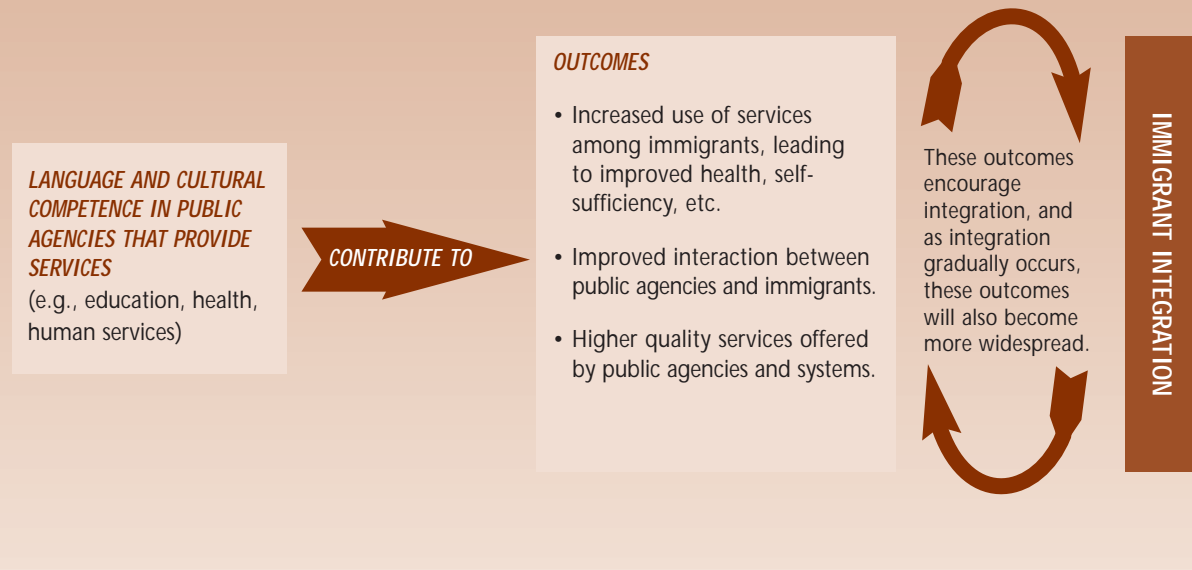 LANGUAGE AND CULTURAL
COMPETENCE IN PUBLIC
AGENCIES THAT PROVIDE
SERVICES
(e.g., education, health,
human services)
CONTRIBUTE TO
OUTCOMES
• Increased use of services
among immigrants, leading
to improved health, self-
sufficiency, etc.
• Improved interaction between
public agencies and immigrants.
• Higher quality services offered
by public agencies and systems.
These outcomes
encourage
integration, and
as integration
gradually occurs,
these outcomes
will also become
more widespread.
IMMIGRANT INTEGRATION